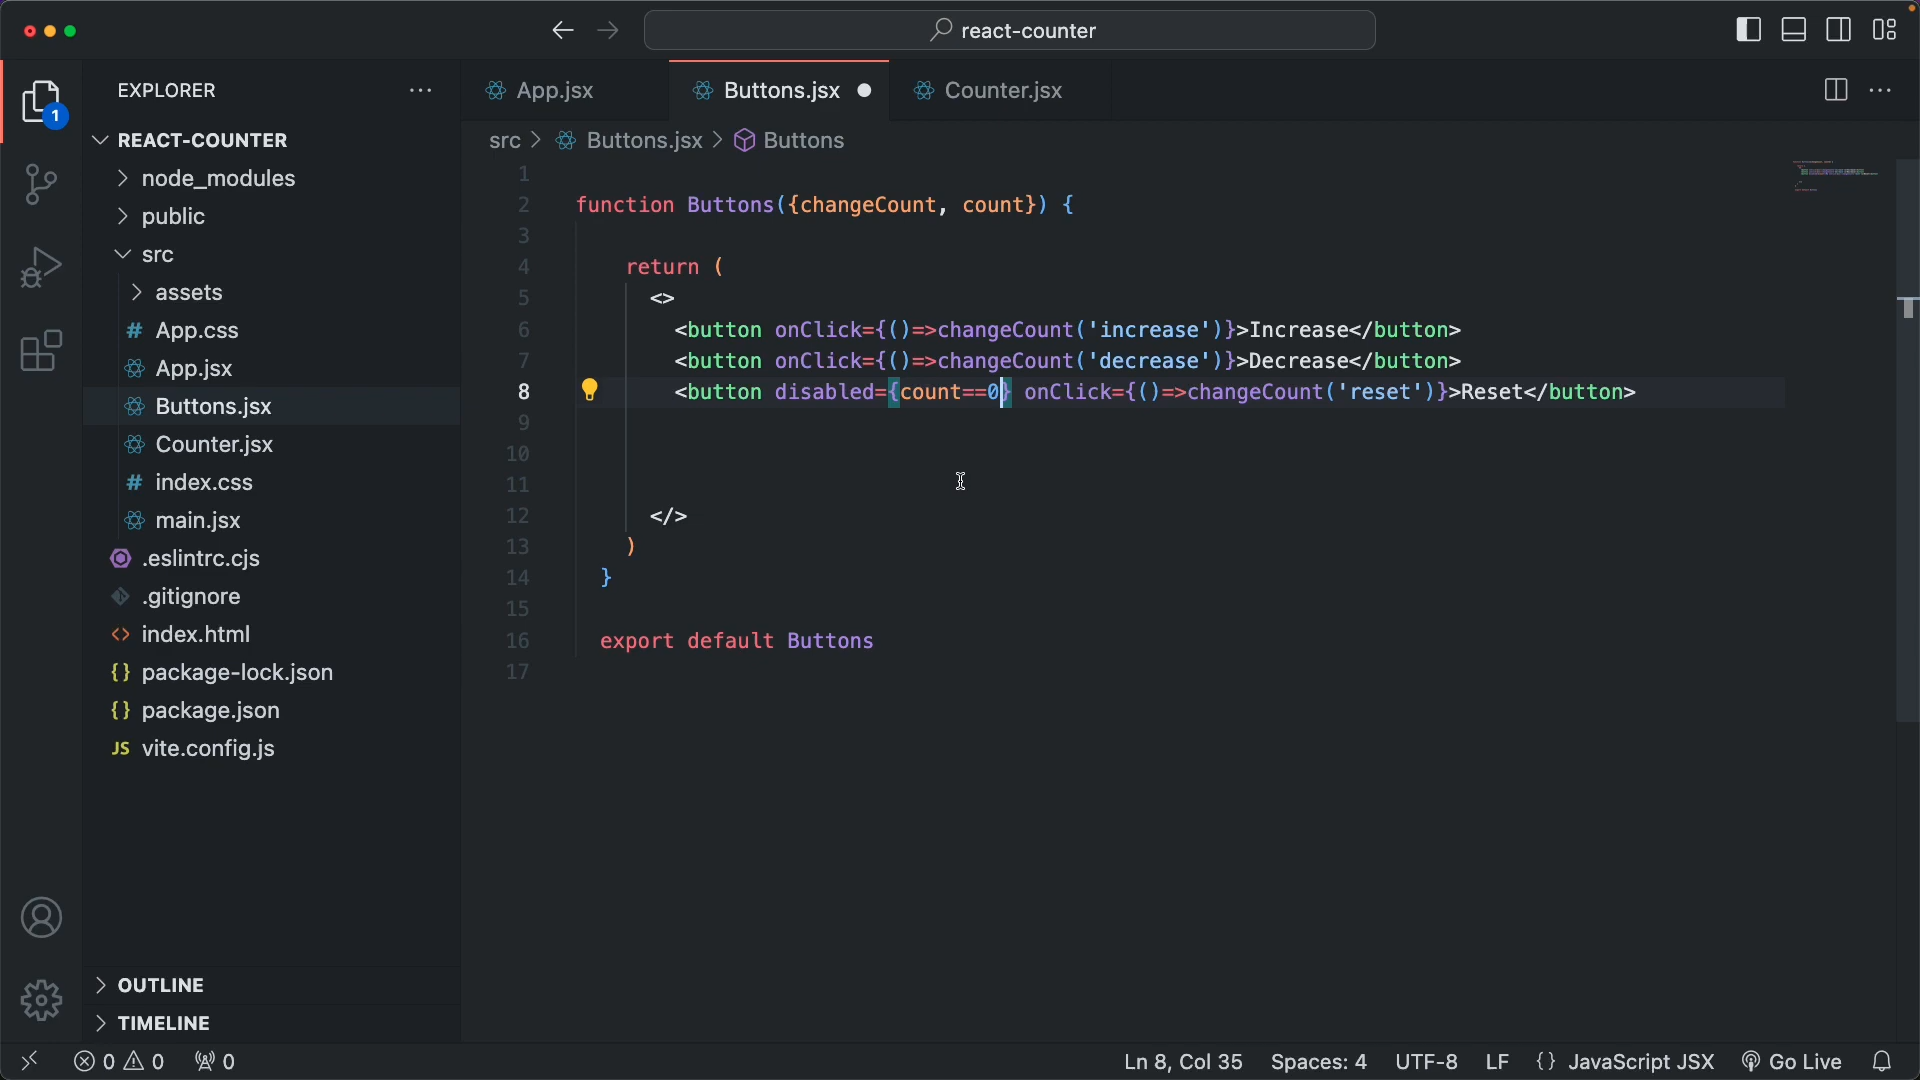 react-counter
EXPLORER
App.jsx
Buttons.jsx
Counter.jsx
1
REACT-COUNTER
src > Buttons.jsx > Buttons
node_modules
public
src
assets
App.css
App.jsx
Buttons.jsx
Counter.jsx
index.css
main.jsx
.eslintrc.cjs
.gitignore
index.html
{} package-lock.json
{} package.json
JS vite.config.js
OUTLINE
TIMELINE
1
2 function Buttons({changeCount, count}) {
3
4 return (
5 <>
6 <button onClick={()=>changeCount('increase')}>Increase</button>
7 <button onClick={()=>changeCount('decrease')}>Decrease</button>
8 <button disabled={count==0} onClick={()=>changeCount('reset')}>Reset</button>
9
10
11
12 </>
13 )
14 }
15
16 export default Buttons
17
0 0 0
Ln 8, Col 35 Spaces: 4 UTF-8 LF {} JavaScript JSX Go Live